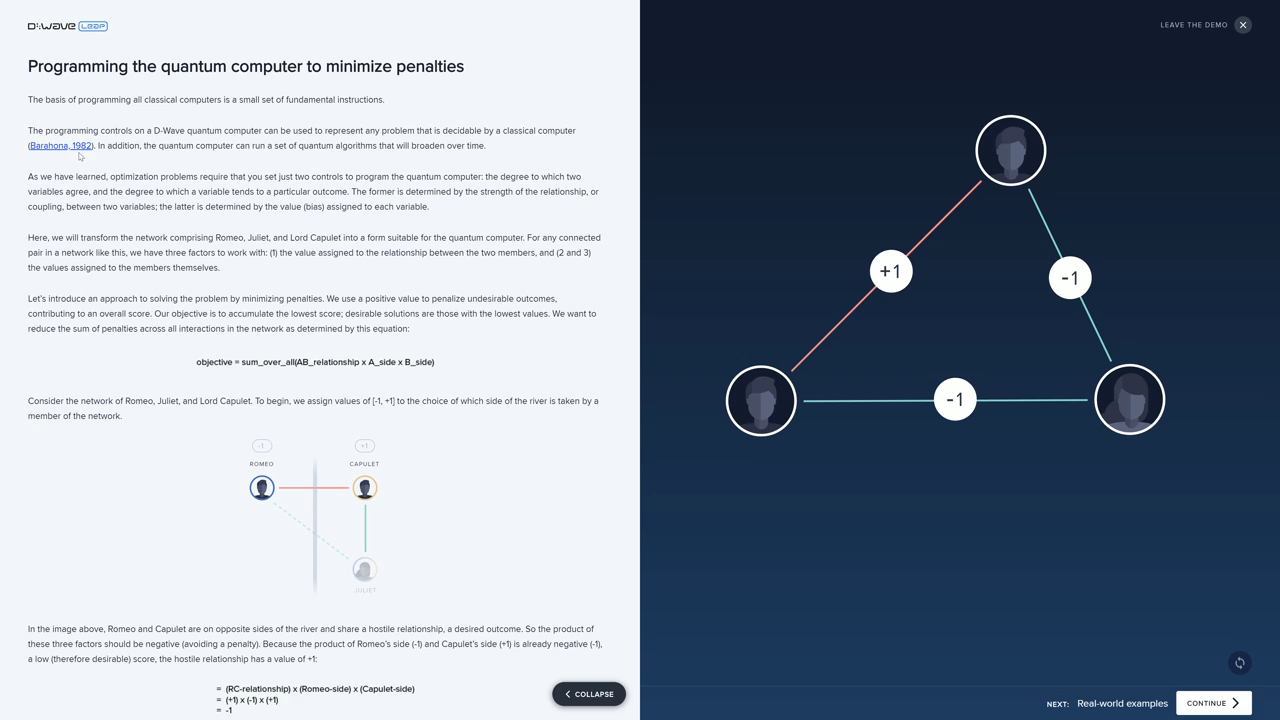 D:Wave Leap
LEAVE THE DEMO
Programming the quantum computer to minimize penalties
The basis of programming all classical computers is a small set of fundamental instructions.
The programming controls on a D-Wave quantum computer can be used to represent any problem that is decidable by a classical computer
(Barahona, 1982). In addition, the quantum computer can run a set of quantum algorithms that will broaden over time.
As we have learned, optimization problems require that you set just two controls to program the quantum computer: the degree to which two
variables agree, and the degree to which a variable tends to a particular outcome. The former is determined by the strength of the relationship, or
coupling, between two variables; the latter is determined by the value (bias) assigned to each variable.
Here, we will transform the network comprising Romeo, Juliet, and Lord Capulet into a form suitable for the quantum computer. For any connected
pair in a network like this, we have three factors to work with: (1) the value assigned to the relationship between the two members, and (2 and 3)
the values assigned to the members themselves.
Let's introduce an approach to solving the problem by minimizing penalties. We use a positive value to penalize undesirable outcomes,
contributing to an overall score. Our objective is to accumulate the lowest score; desirable solutions are those with the lowest values. We want to
reduce the sum of penalties across all interactions in the network as determined by this equation:
objective = sum_over_all(AB_relationship x A_side x B_side)
Consider the network of Romeo, Juliet, and Lord Capulet. To begin, we assign values of [-1, +1] to the choice of which side of the river is taken by a
member of the network.
-1
+1
ROMEO
CAPULET
JULIET
In the image above, Romeo and Capulet are on opposite sides of the river and share a hostile relationship, a desired outcome. So the product of
these three factors should be negative (avoiding a penalty). Because the product of Romeo's side (-1) and Capulet's side (+1) is already negative (-1),
a low (therefore desirable) score, the hostile relationship has a value of +1:
= (RC-relationship) x (Romeo-side) x (Capulet-side)
= (+1) x (-1) x (+1)
= -1
COLLAPSE
+1
-1
-1
NEXT: Real-world examples
CONTINUE